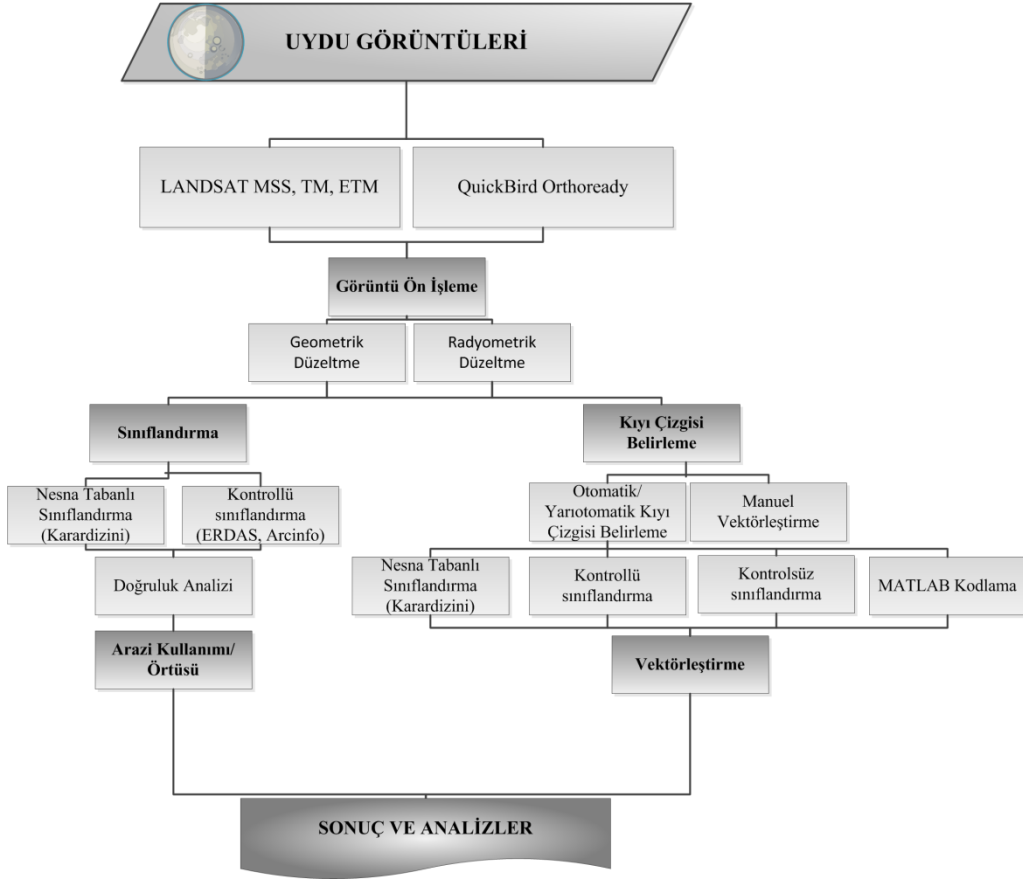 UYDU GÖRÜNTÜLERİ
LANDSAT MSS, TM, ETM
QuickBird Orthoready
Görüntü Ön İşleme
Geometrik
Düzeltme
Radyometrik
Düzeltme
Sınıflandırma
Kıyı Çizgisi
Belirleme
Nesna Tabanlı
Sınıflandırma
(Karardizini)
Kontrollü
sınıflandırma
(ERDAS, Arcinfo)
Otomatik/
Yarıotomatik Kıyı
Çizgisi Belirleme
Manuel
Vektörleştirme
Doğruluk Analizi
Nesna Tabanlı
Sınıflandırma
(Karardizini)
Kontrollü
sınıflandırma
Kontrolsüz
sınıflandırma
MATLAB Kodlama
Arazi Kullanımı/
Örtüsü
Vektörleştirme
SONUÇ VE ANALİZLER